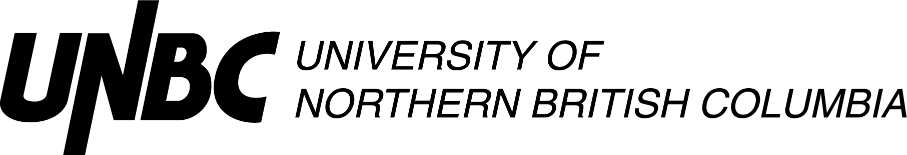 UNBC
UNIVERSITY OF
NORTHERN BRITISH COLUMBIA